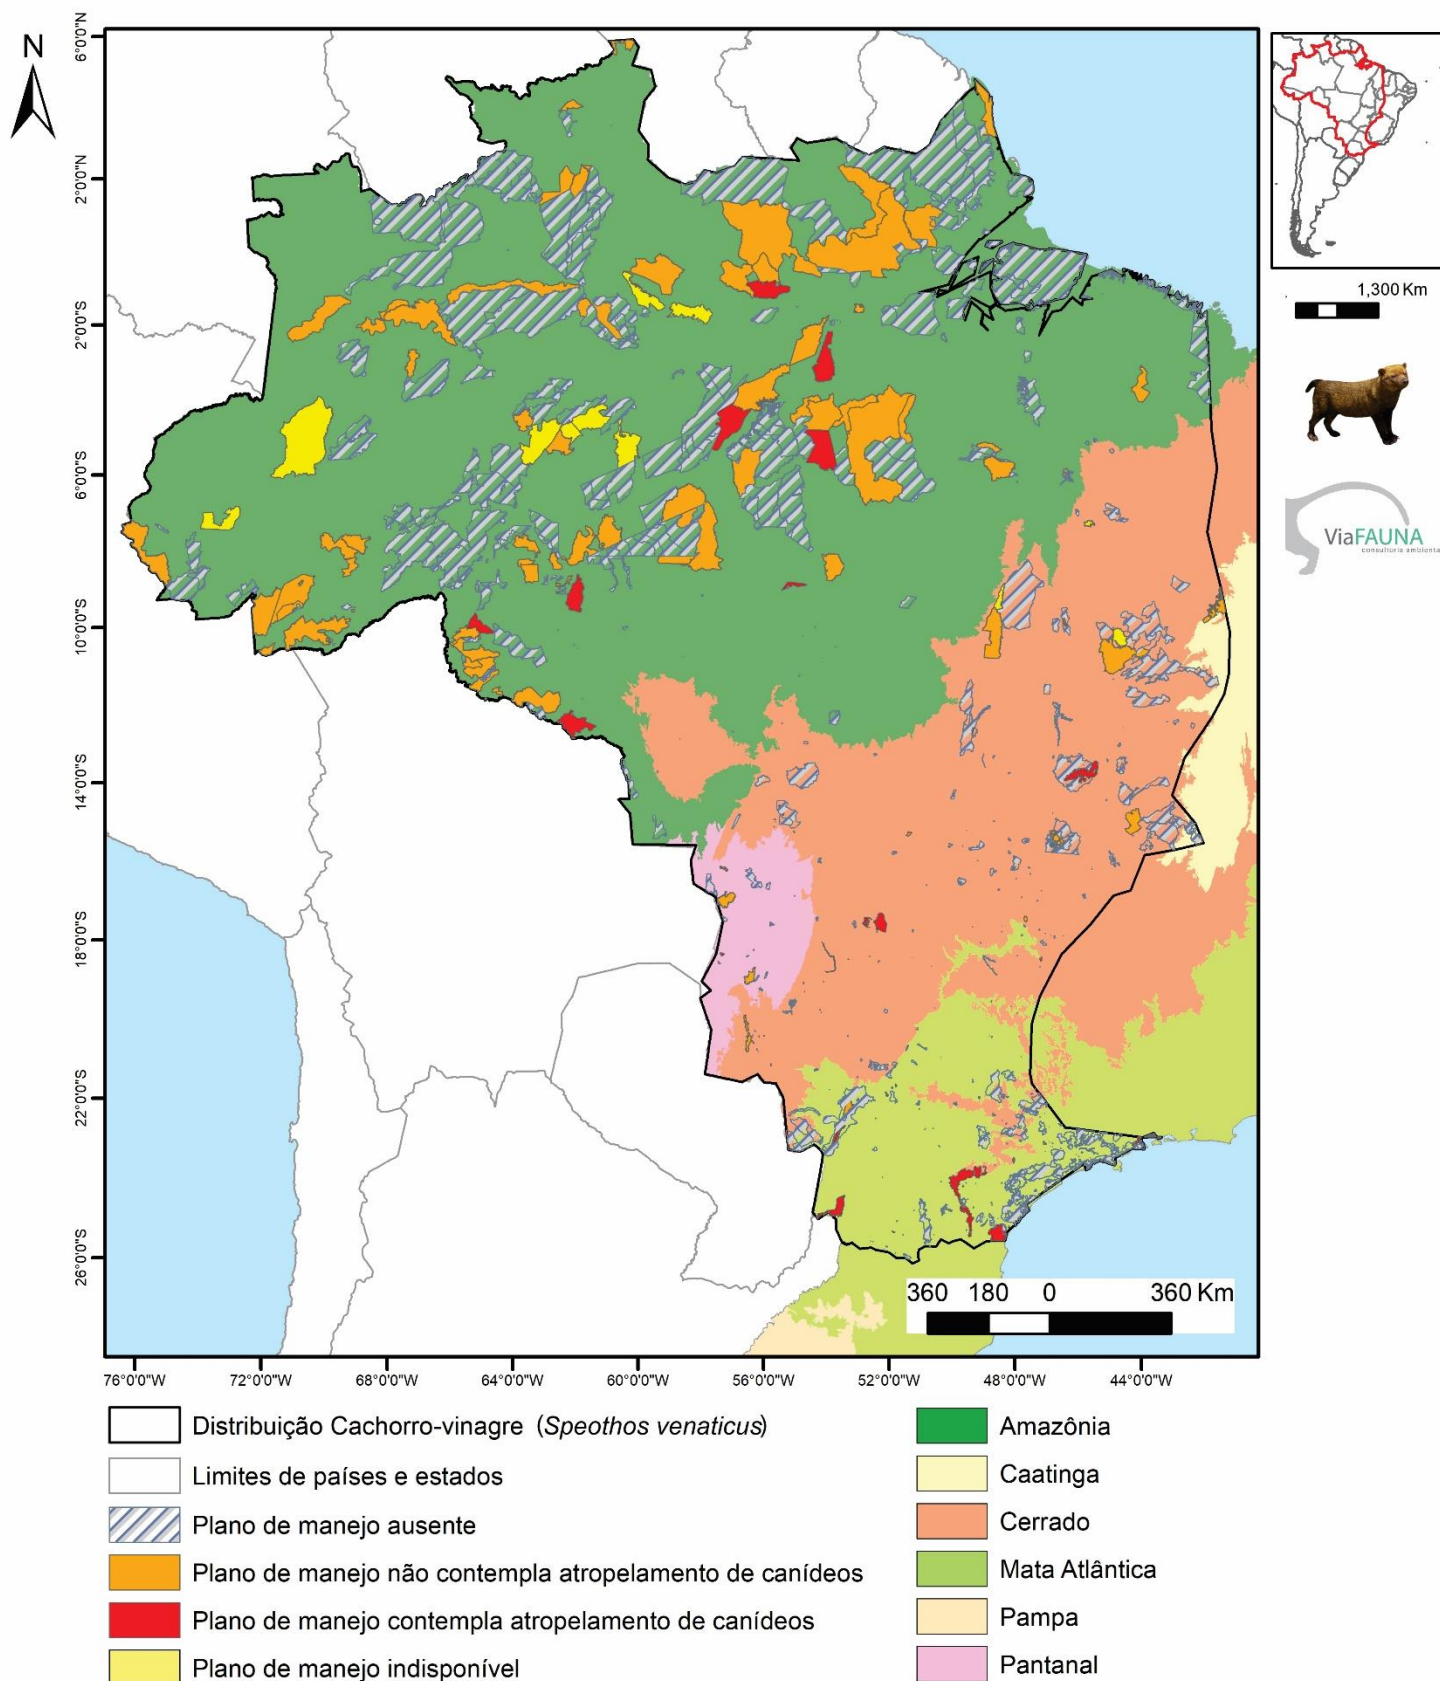 N
6°0'0"N
2°0'0"N
2°0'0"S
6°0'0"S
10°0'0"S
14°0'0"S
18°0'0"S
22°0'0"S
26°0'0"S
1,300 Km
ViaFAUNA
consultoria ambiental
360 180 0 360 Km
76°0'0"W 72°0'0"W 68°0'0"W 64°0'0"W 60°0'0"W 56°0'0"W 52°0'0"W 48°0'0"W 44°0'0"W
Distribuição Cachorro-vinagre (Speothos venaticus)
Limites de países e estados
Plano de manejo ausente
Plano de manejo não contempla atropelamento de canídeos
Plano de manejo contempla atropelamento de canídeos
Plano de manejo indisponível
Amazônia
Caatinga
Cerrado
Mata Atlântica
Pampa
Pantanal